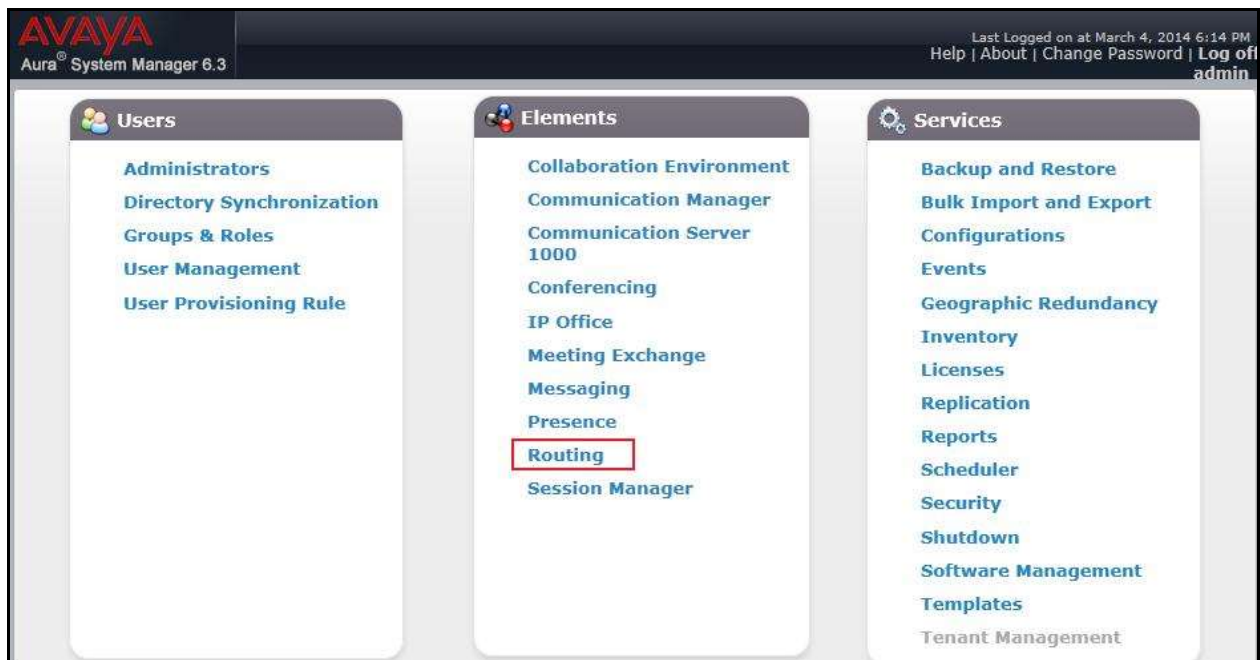 AVAYA
Aura® System Manager 6.3
Last Logged on at March 4, 2014 6:14 PM
Help | About | Change Password | Log off
admin
Users
Administrators
Directory Synchronization
Groups & Roles
User Management
User Provisioning Rule
Elements
Collaboration Environment
Communication Manager
Communication Server
1000
Conferencing
IP Office
Meeting Exchange
Messaging
Presence
Routing
Session Manager
Services
Backup and Restore
Bulk Import and Export
Configurations
Events
Geographic Redundancy
Inventory
Licenses
Replication
Reports
Scheduler
Security
Shutdown
Software Management
Templates
Tenant Management